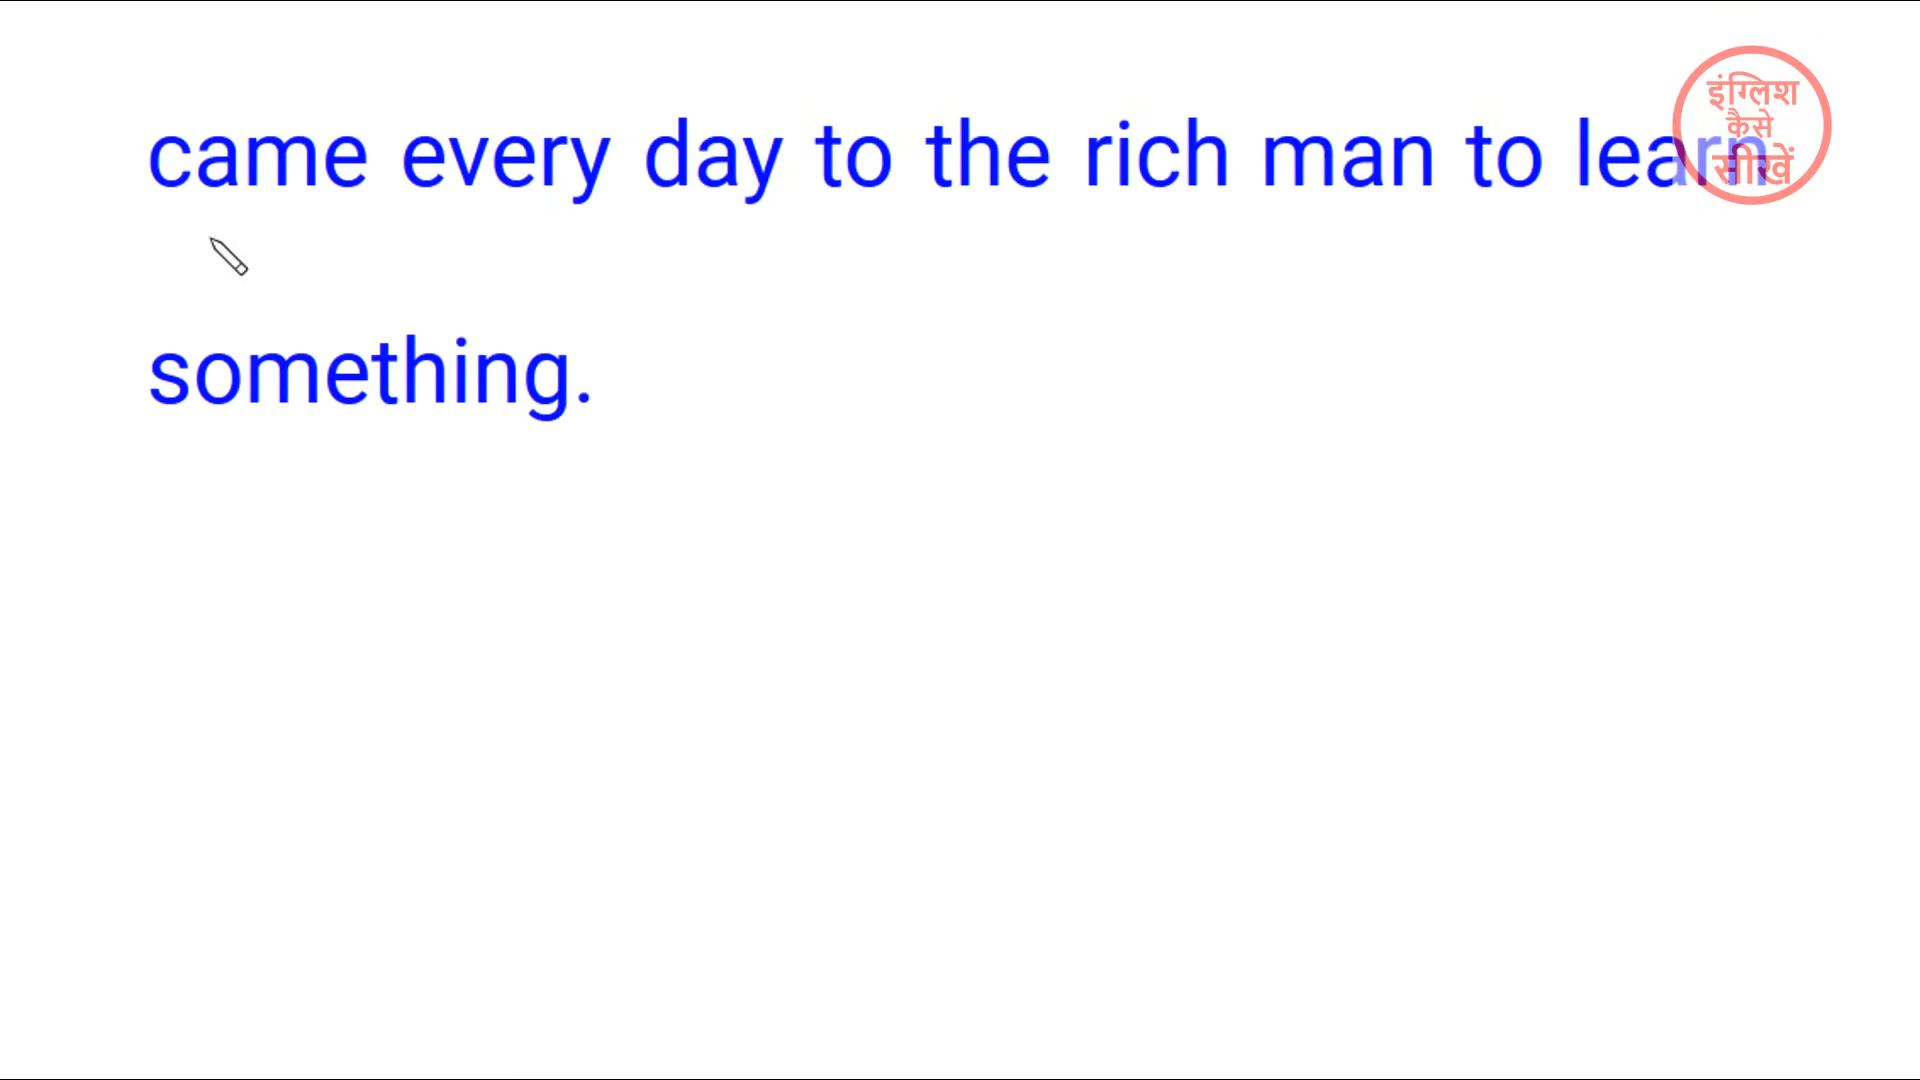 came every day to the rich man to learn
something.
इंग्लिश
कैसे
सीखें